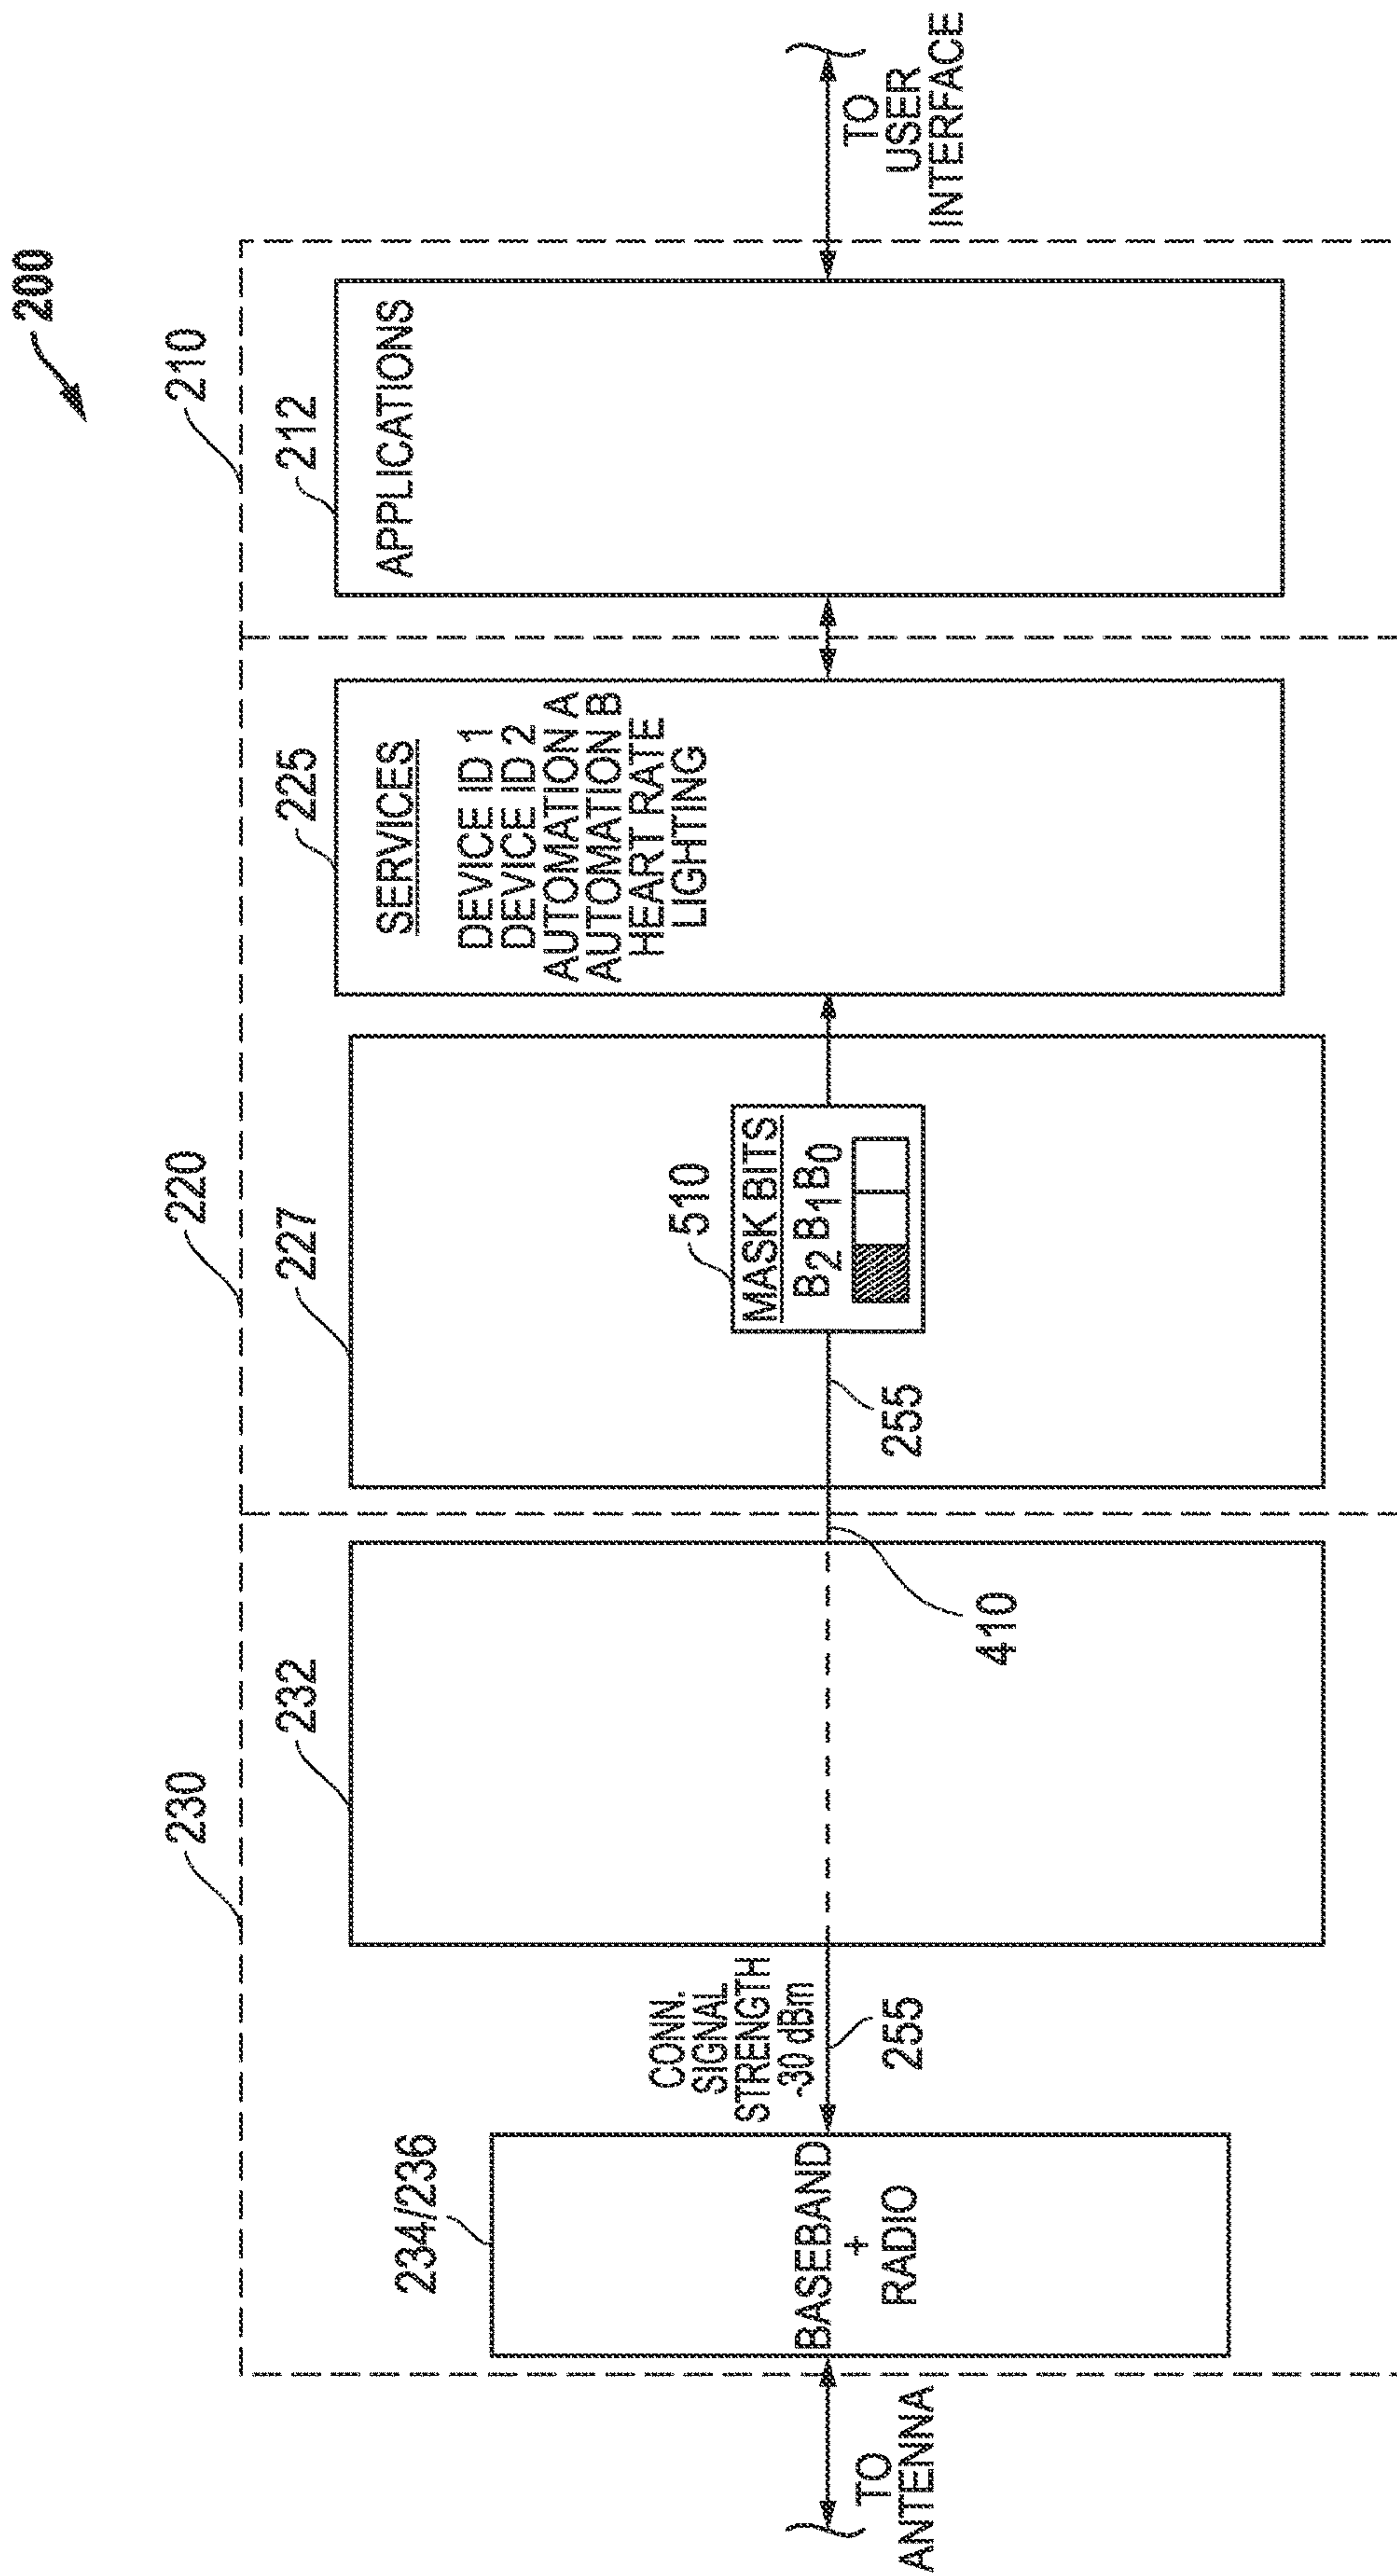 200
230
220
210
234/236
232
227
225
212
BASEBAND
+
RADIO
CONN.
SIGNAL
STRENGTH
~30 dBm
255
410
255
510
MASK BITS
B2 B1 B0
SERVICES
DEVICE ID 1
DEVICE ID 2
AUTOMATION A
AUTOMATION B
HEART RATE
LIGHTING
APPLICATIONS
TO
ANTENNA
TO
USER
INTERFACE